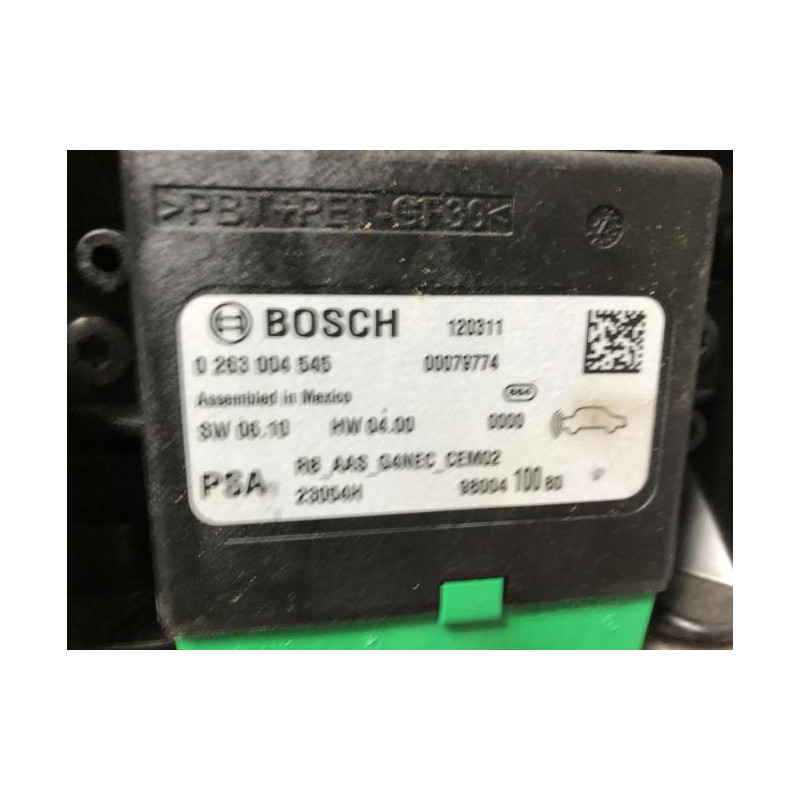 >PBT+PET-GF30<
BOSCH 120311
0 263 004 545 00079774
Assembled in Mexico
SW 06.10 HW 04.00 0000
PSA RB_AAS_G4NEC_CEM02
23054H 98004 100 80